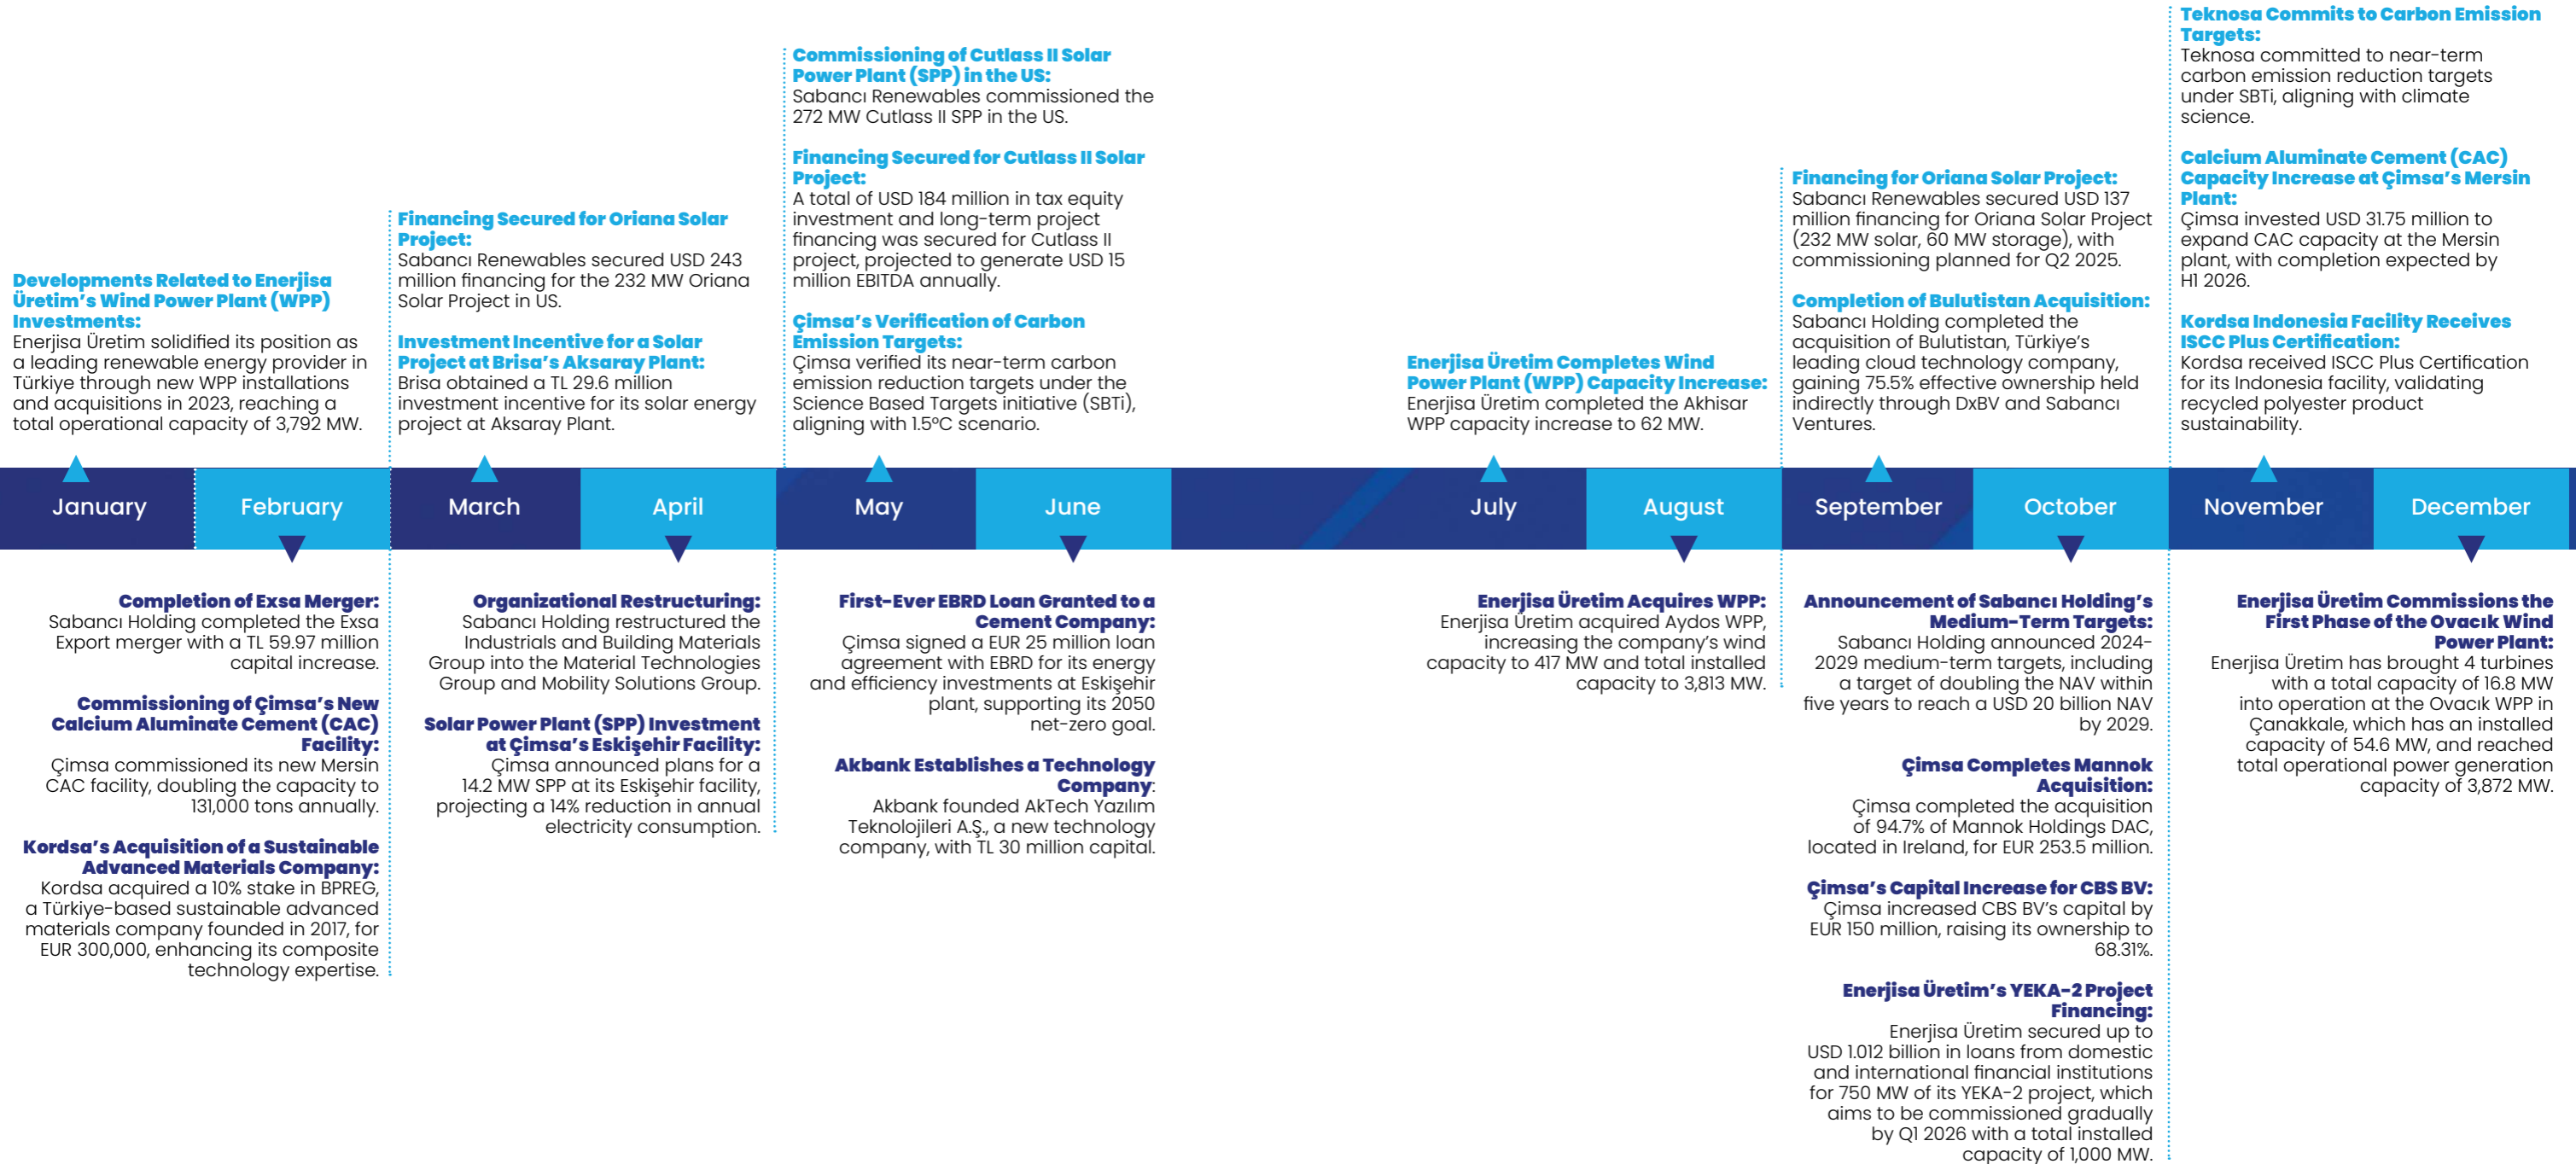 Developments Related to Enerjisa
Üretim’s Wind Power Plant (WPP)
Investments:
Enerjisa Üretim solidified its position as
a leading renewable energy provider in
Türkiye through new WPP installations
and acquisitions in 2023, reaching a
total operational capacity of 3,792 MW.
Financing Secured for Oriana Solar
Project:
Sabancı Renewables secured USD 243
million financing for the 232 MW Oriana
Solar Project in US.
Investment Incentive for a Solar
Project at Brisa’s Aksaray Plant:
Brisa obtained a TL 29.6 million
investment incentive for its solar energy
project at Aksaray Plant.
Commissioning of Cutlass II Solar
Power Plant (SPP) in the US:
Sabancı Renewables commissioned the
272 MW Cutlass II SPP in the US.
Financing Secured for Cutlass II Solar
Project:
A total of USD 184 million in tax equity
investment and long-term project
financing was secured for Cutlass II
project, projected to generate USD 15
million EBITDA annually.
Çimsa’s Verification of Carbon
Emission Targets:
Çimsa verified its near-term carbon
emission reduction targets under the
Science Based Targets initiative (SBTi),
aligning with 1.5°C scenario.
Enerjisa Üretim Completes Wind
Power Plant (WPP) Capacity Increase:
Enerjisa Üretim completed the Akhisar
WPP capacity increase to 62 MW.
Financing for Oriana Solar Project:
Sabancı Renewables secured USD 137
million financing for Oriana Solar Project
(232 MW solar, 60 MW storage), with
commissioning planned for Q2 2025.
Completion of Bulutistan Acquisition:
Sabancı Holding completed the
acquisition of Bulutistan, Türkiye’s
leading cloud technology company,
gaining 75.5% effective ownership held
indirectly through DxBV and Sabancı
Ventures.
Teknosa Commits to Carbon Emission
Targets:
Teknosa committed to near-term
carbon emission reduction targets
under SBTi, aligning with climate
science.
Calcium Aluminate Cement (CAC)
Capacity Increase at Çimsa’s Mersin
Plant:
Çimsa invested USD 31.75 million to
expand CAC capacity at the Mersin
plant, with completion expected by
H1 2026.
Kordsa Indonesia Facility Receives
ISCC Plus Certification:
Kordsa received ISCC Plus Certification
for its Indonesia facility, validating
recycled polyester product
sustainability.
January
February
March
April
May
June
July
August
September
October
November
December
Completion of Exsa Merger:
Sabancı Holding completed the Exsa
Export merger with a TL 59.97 million
capital increase.
Commissioning of Çimsa’s New
Calcium Aluminate Cement (CAC)
Facility:
Çimsa commissioned its new Mersin
CAC facility, doubling the capacity to
131,000 tons annually.
Kordsa’s Acquisition of a Sustainable
Advanced Materials Company:
Kordsa acquired a 10% stake in BPREG,
a Türkiye-based sustainable advanced
materials company founded in 2017, for
EUR 300,000, enhancing its composite
technology expertise.
Organizational Restructuring:
Sabancı Holding restructured the
Industrials and Building Materials
Group into the Material Technologies
Group and Mobility Solutions Group.
Solar Power Plant (SPP) Investment
at Çimsa’s Eskişehir Facility:
Çimsa announced plans for a
14.2 MW SPP at its Eskişehir facility,
projecting a 14% reduction in annual
electricity consumption.
First-Ever EBRD Loan Granted to a
Cement Company:
Çimsa signed a EUR 25 million loan
agreement with EBRD for its energy
and efficiency investments at Eskişehir
plant, supporting its 2050
net-zero goal.
Akbank Establishes a Technology
Company:
Akbank founded AkTech Yazılım
Teknolojileri A.Ş., a new technology
company, with TL 30 million capital.
Enerjisa Üretim Acquires WPP:
Enerjisa Üretim acquired Aydos WPP,
increasing the company’s wind
capacity to 417 MW and total installed
capacity to 3,813 MW.
Announcement of Sabancı Holding’s
Medium-Term Targets:
Sabancı Holding announced 2024-
2029 medium-term targets, including
a target of doubling the NAV within
five years to reach a USD 20 billion NAV
by 2029.
Çimsa Completes Mannok
Acquisition:
Çimsa completed the acquisition
of 94.7% of Mannok Holdings DAC,
located in Ireland, for EUR 253.5 million.
Çimsa’s Capital Increase for CBS BV:
Çimsa increased CBS BV’s capital by
EUR 150 million, raising its ownership to
68.31%.
Enerjisa Üretim’s YEKA-2 Project
Financing:
Enerjisa Üretim secured up to
USD 1.012 billion in loans from domestic
and international financial institutions
for 750 MW of its YEKA-2 project, which
aims to be commissioned gradually
by Q1 2026 with a total installed
capacity of 1,000 MW.
Enerjisa Üretim Commissions the
First Phase of the Ovacık Wind
Power Plant:
Enerjisa Üretim has brought 4 turbines
with a total capacity of 16.8 MW
into operation at the Ovacık WPP in
Çanakkale, which has an installed
capacity of 54.6 MW, and reached
total operational power generation
capacity of 3,872 MW.